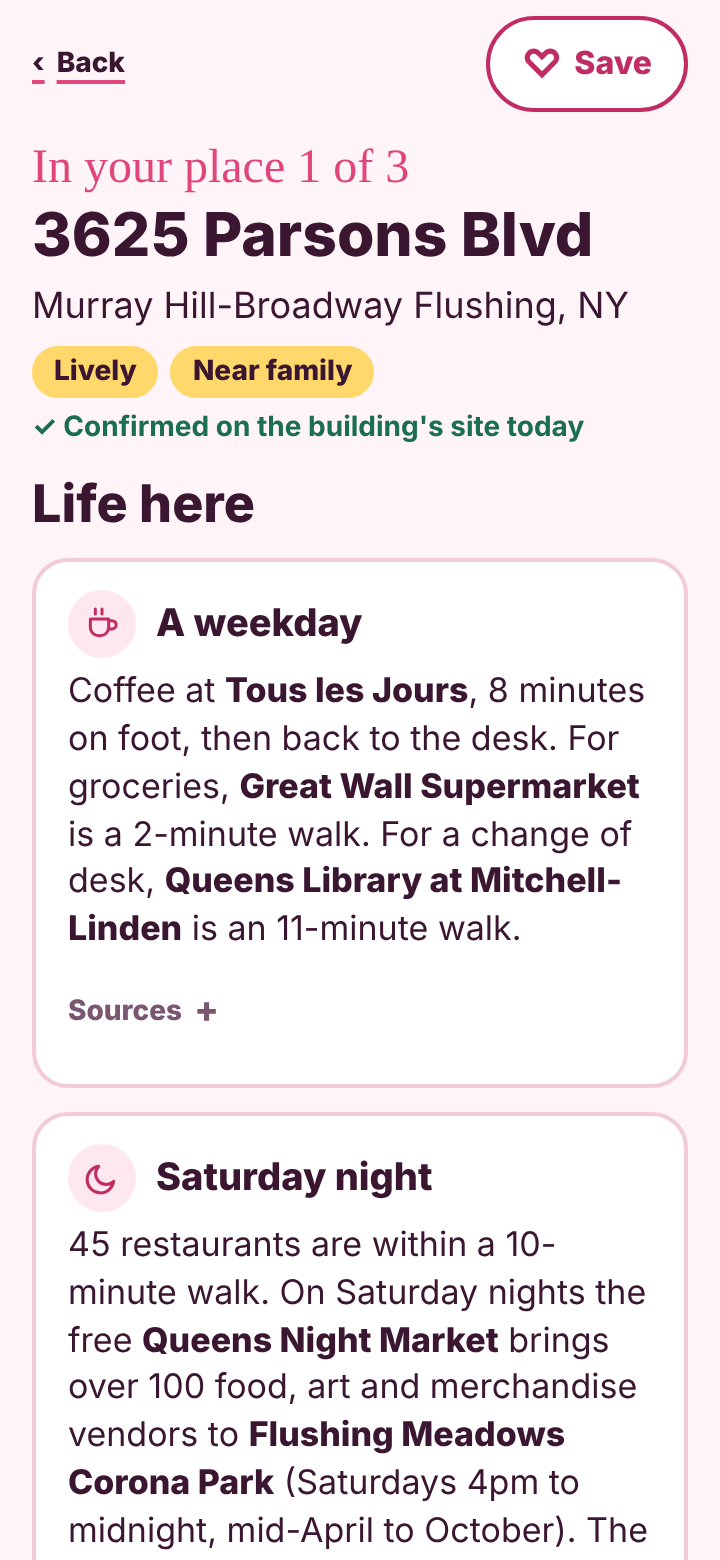 ‹ Back
Save
In your place 1 of 3
3625 Parsons Blvd
Murray Hill-Broadway Flushing, NY
Lively
Near family
✓ Confirmed on the building's site today
Life here
A weekday
Coffee at Tous les Jours, 8 minutes
on foot, then back to the desk. For
groceries, Great Wall Supermarket
is a 2-minute walk. For a change of
desk, Queens Library at Mitchell-
Linden is an 11-minute walk.
Sources +
Saturday night
45 restaurants are within a 10-
minute walk. On Saturday nights the
free Queens Night Market brings
over 100 food, art and merchandise
vendors to Flushing Meadows
Corona Park (Saturdays 4pm to
midnight, mid-April to October). The